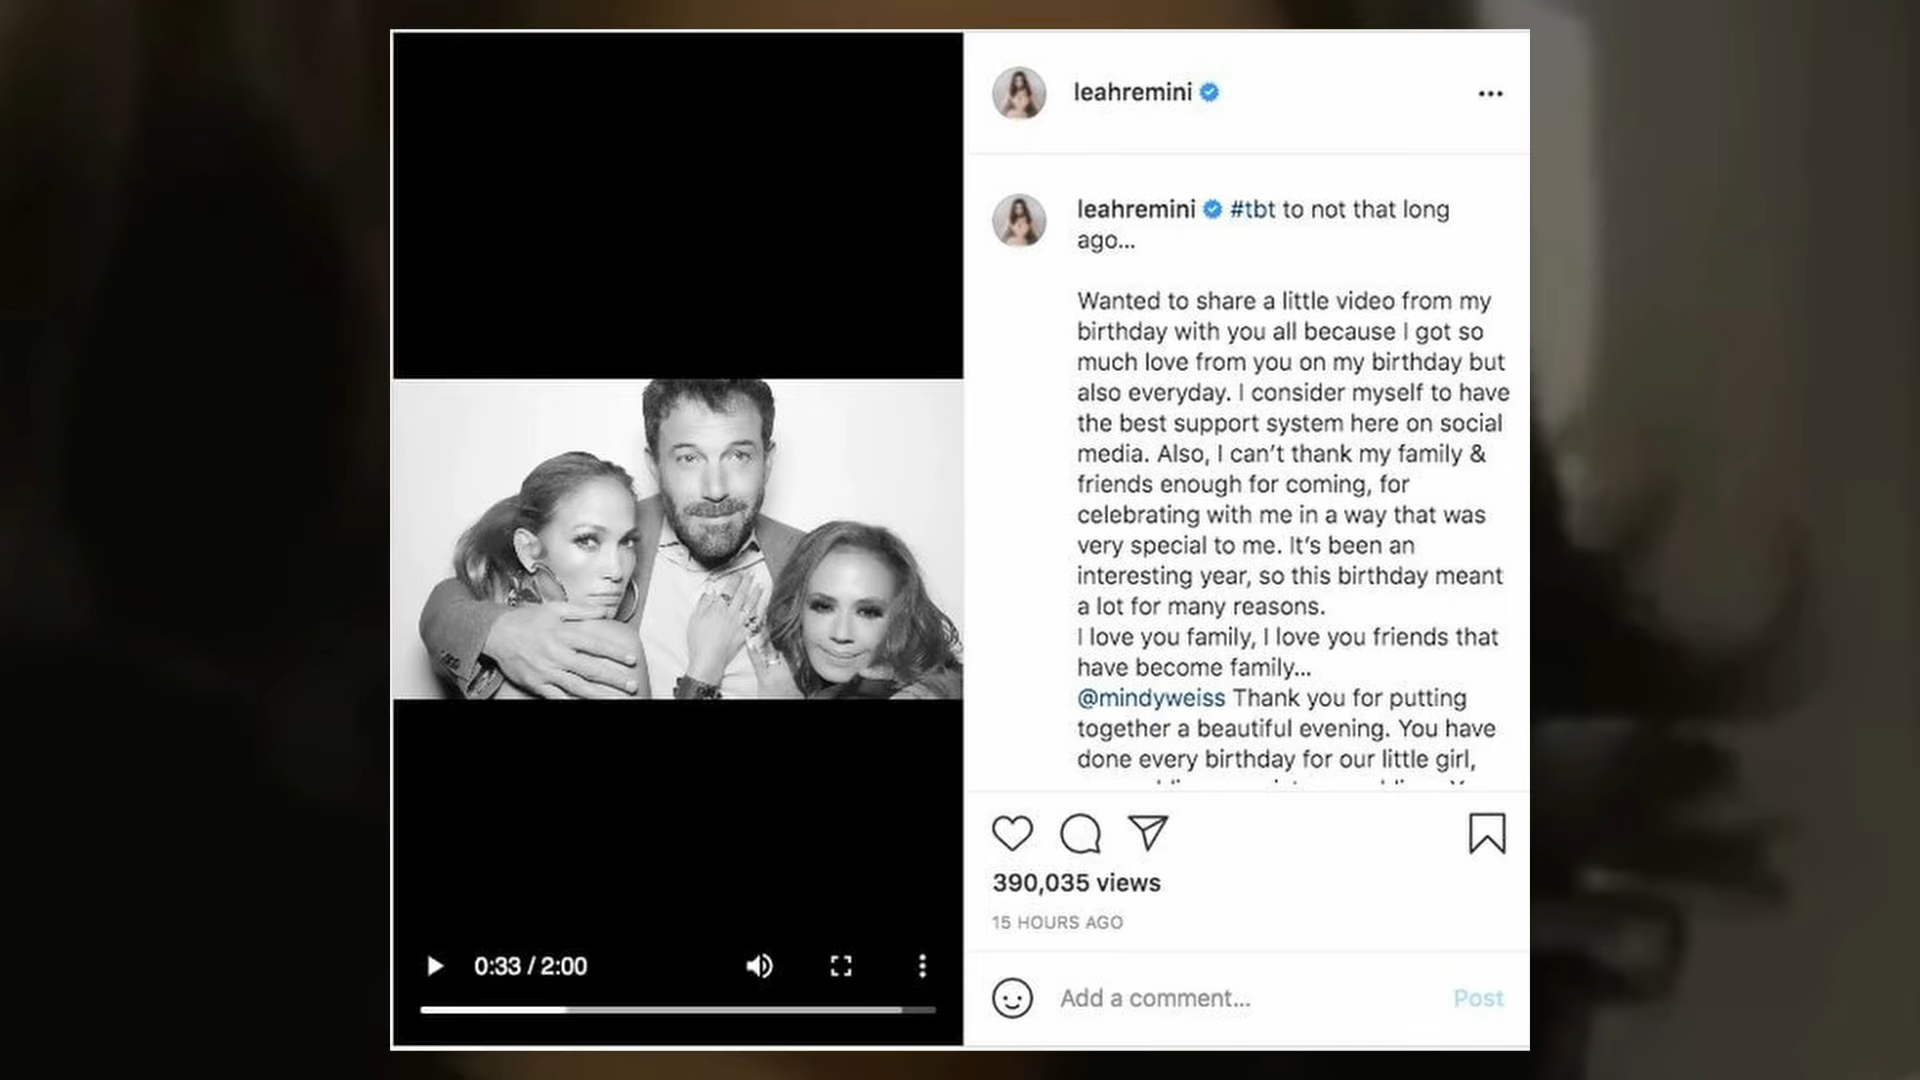 leahremini
leahremini #tbt to not that long
ago...
Wanted to share a little video from my
birthday with you all because I got so
much love from you on my birthday but
also everyday. I consider myself to have
the best support system here on social
media. Also, I can't thank my family &
friends enough for coming, for
celebrating with me in a way that was
very special to me. It's been an
interesting year, so this birthday meant
a lot for many reasons.
I love you family, I love you friends that
have become family...
@mindyweiss Thank you for putting
together a beautiful evening. You have
done every birthday for our little girl,
390,035 views
15 HOURS AGO
0:33 / 2:00
Add a comment...
Post